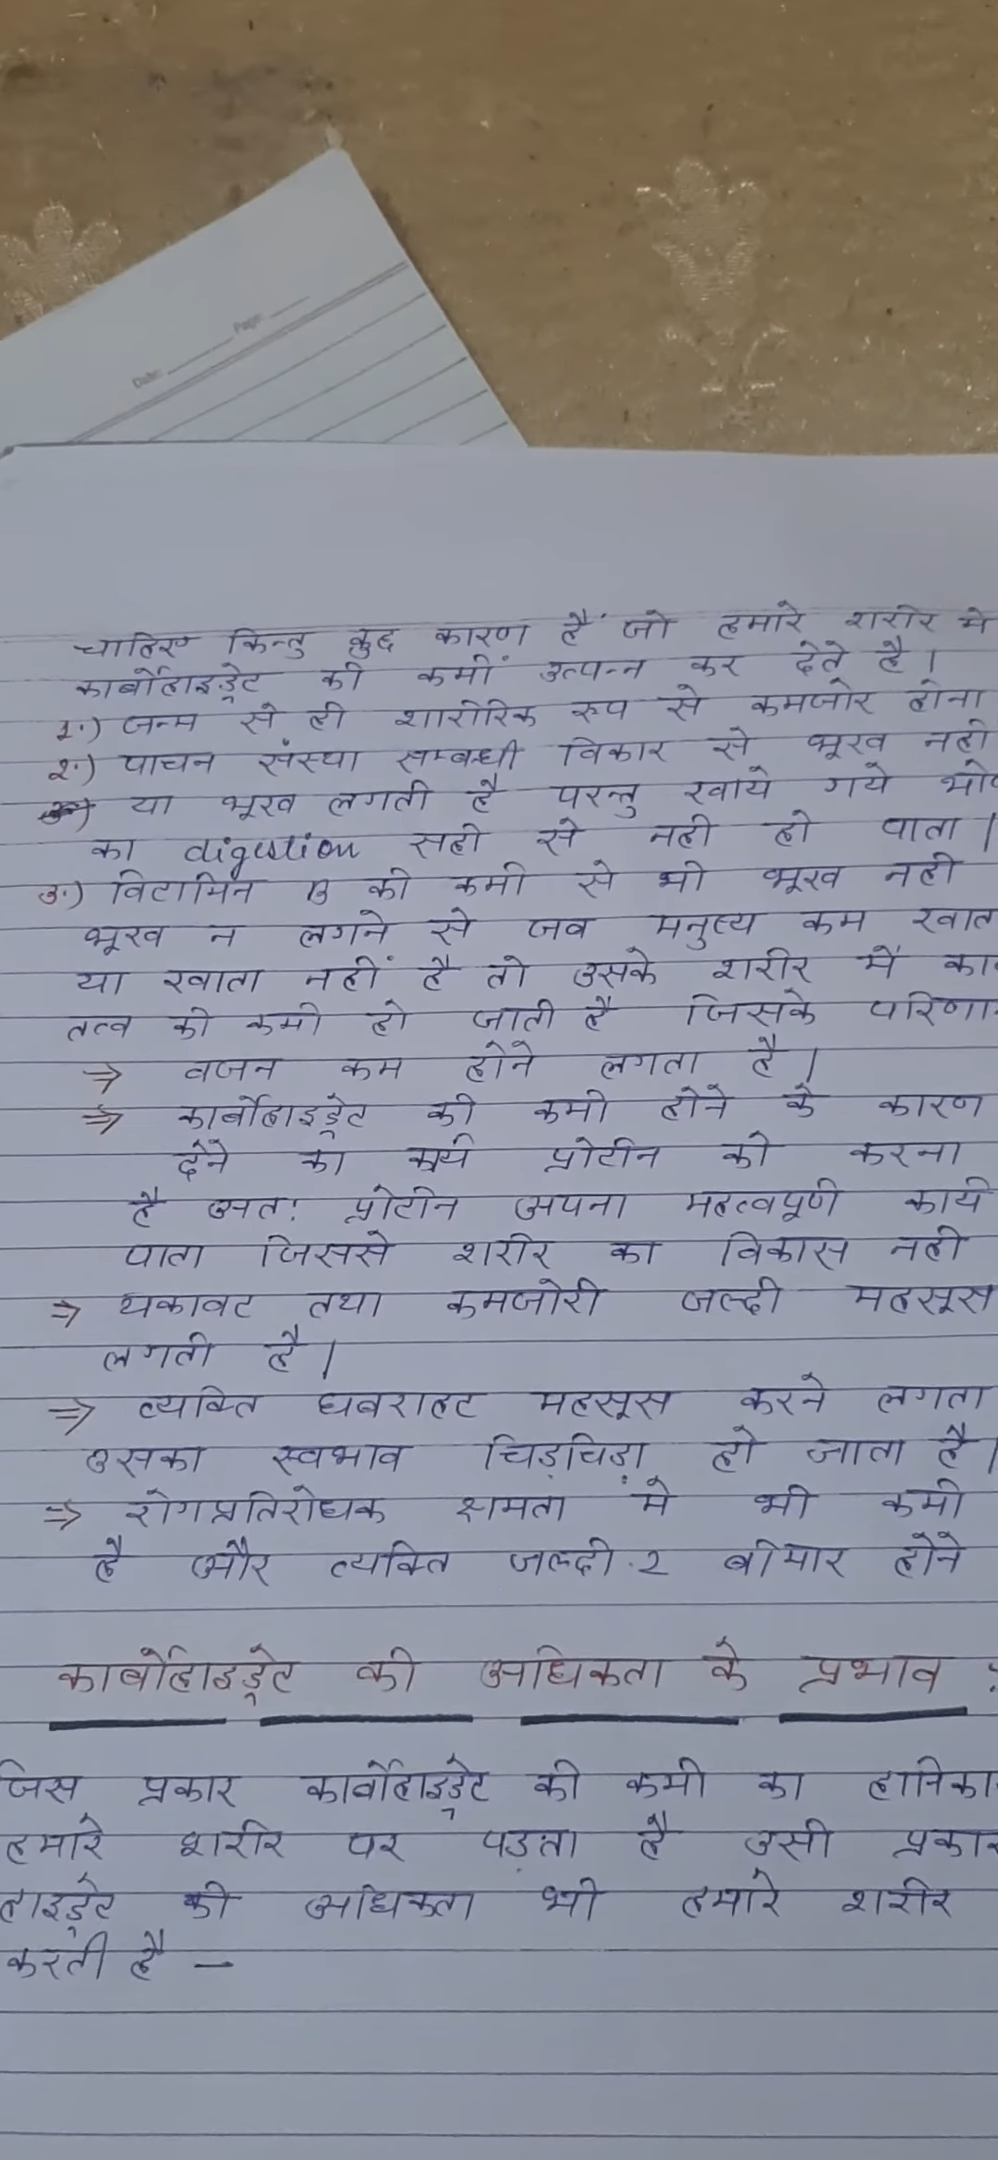 Date: Page:
चाहिए किन्तु कुछ कारण हैं जो हमारे शरीर मे
कार्बोहाइड्रेट की कमीं उत्पन्न कर देते है।
1.) जन्म से ही शारीरिक रूप से कमजोर होना
2.) पाचन संस्था सम्बन्धी विकार से भूख नही
या भूख लगती है परन्तु खाये गये
का digestion सही से नही हो पाता।
3.) विटामिन B की कमी से भी भूख नही
भूख न लगने से जब मनुष्य कम
या खाता नहीं है तो उसके शरीर में
तत्व की कमी हो जाती है जिसके
⇒ वजन कम होने लगता है।
⇒ कार्बोहाइड्रेट की कमी होने के कारण
देने का कार्य प्रोटीन को करना
है अतः प्रोटीन अपना महत्वपूर्ण कार्य
पाता जिससे शरीर का विकास नही
⇒ थकावट तथा कमजोरी जल्दी महसूस
लगती है।
⇒ व्यक्ति घबराहट महसूस करने लगता
उसका स्वभाव चिड़चिड़ा हो जाता है।
⇒ रोगप्रतिरोधक क्षमता मे भी कमी
है और व्यक्ति जल्दी-2 बीमार होने
कार्बोहाइड्रेट की अधिकता के प्रभाव :
जिस प्रकार कार्बोहाइड्रेट की कमी का
हमारे शरीर पर पड़ता है उसी
हाइड्रेट की अधिकता भी हमारे शरीर
करती है –